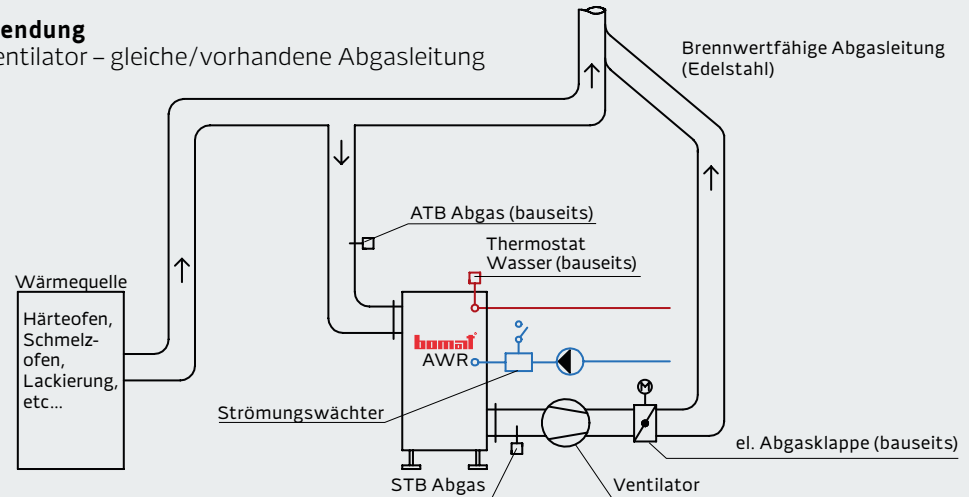 endung
entilator – gleiche/vorhandene Abgasleitung
Brennwertfähige Abgasleitung
(Edelstahl)
ATB Abgas (bauseits)
Thermostat
Wasser (bauseits)
Wärmequelle
Härteofen,
Schmelz-
ofen,
Lackierung,
etc...
bomat
AWR
M
Strömungswächter
el. Abgasklappe (bauseits)
STB Abgas
Ventilator